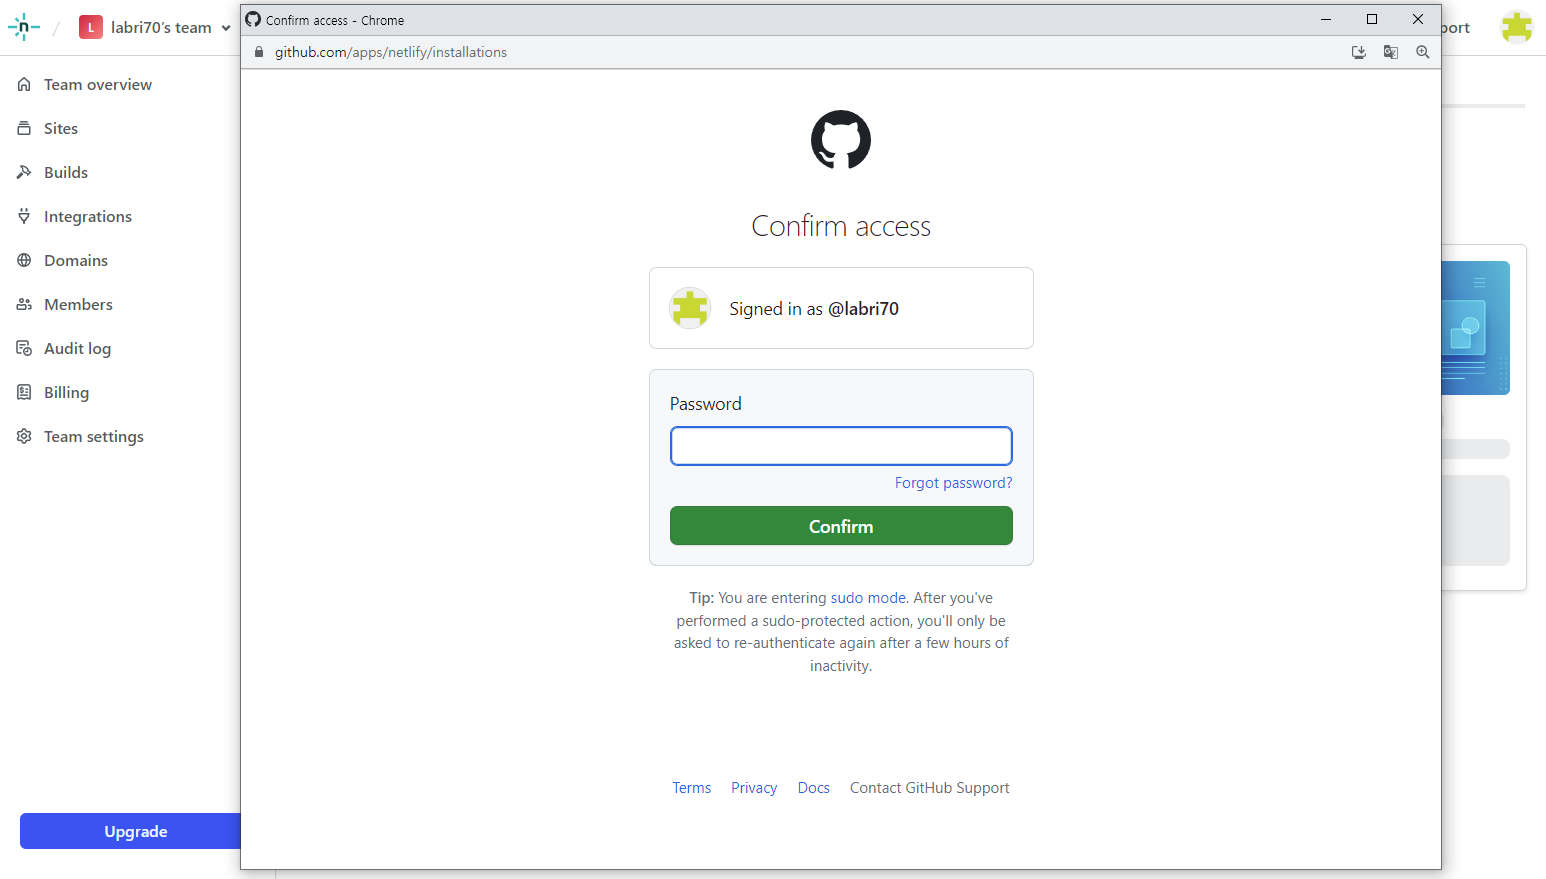 L labri70's team
port
Team overview
Sites
Builds
Integrations
Domains
Members
Audit log
Billing
Team settings
Upgrade
Confirm access - Chrome
github.com/apps/netlify/installations
Confirm access
Signed in as @labri70
Password
Forgot password?
Confirm
Tip: You are entering sudo mode. After you've
performed a sudo-protected action, you'll only be
asked to re-authenticate again after a few hours of
inactivity.
Terms Privacy Docs Contact GitHub Support